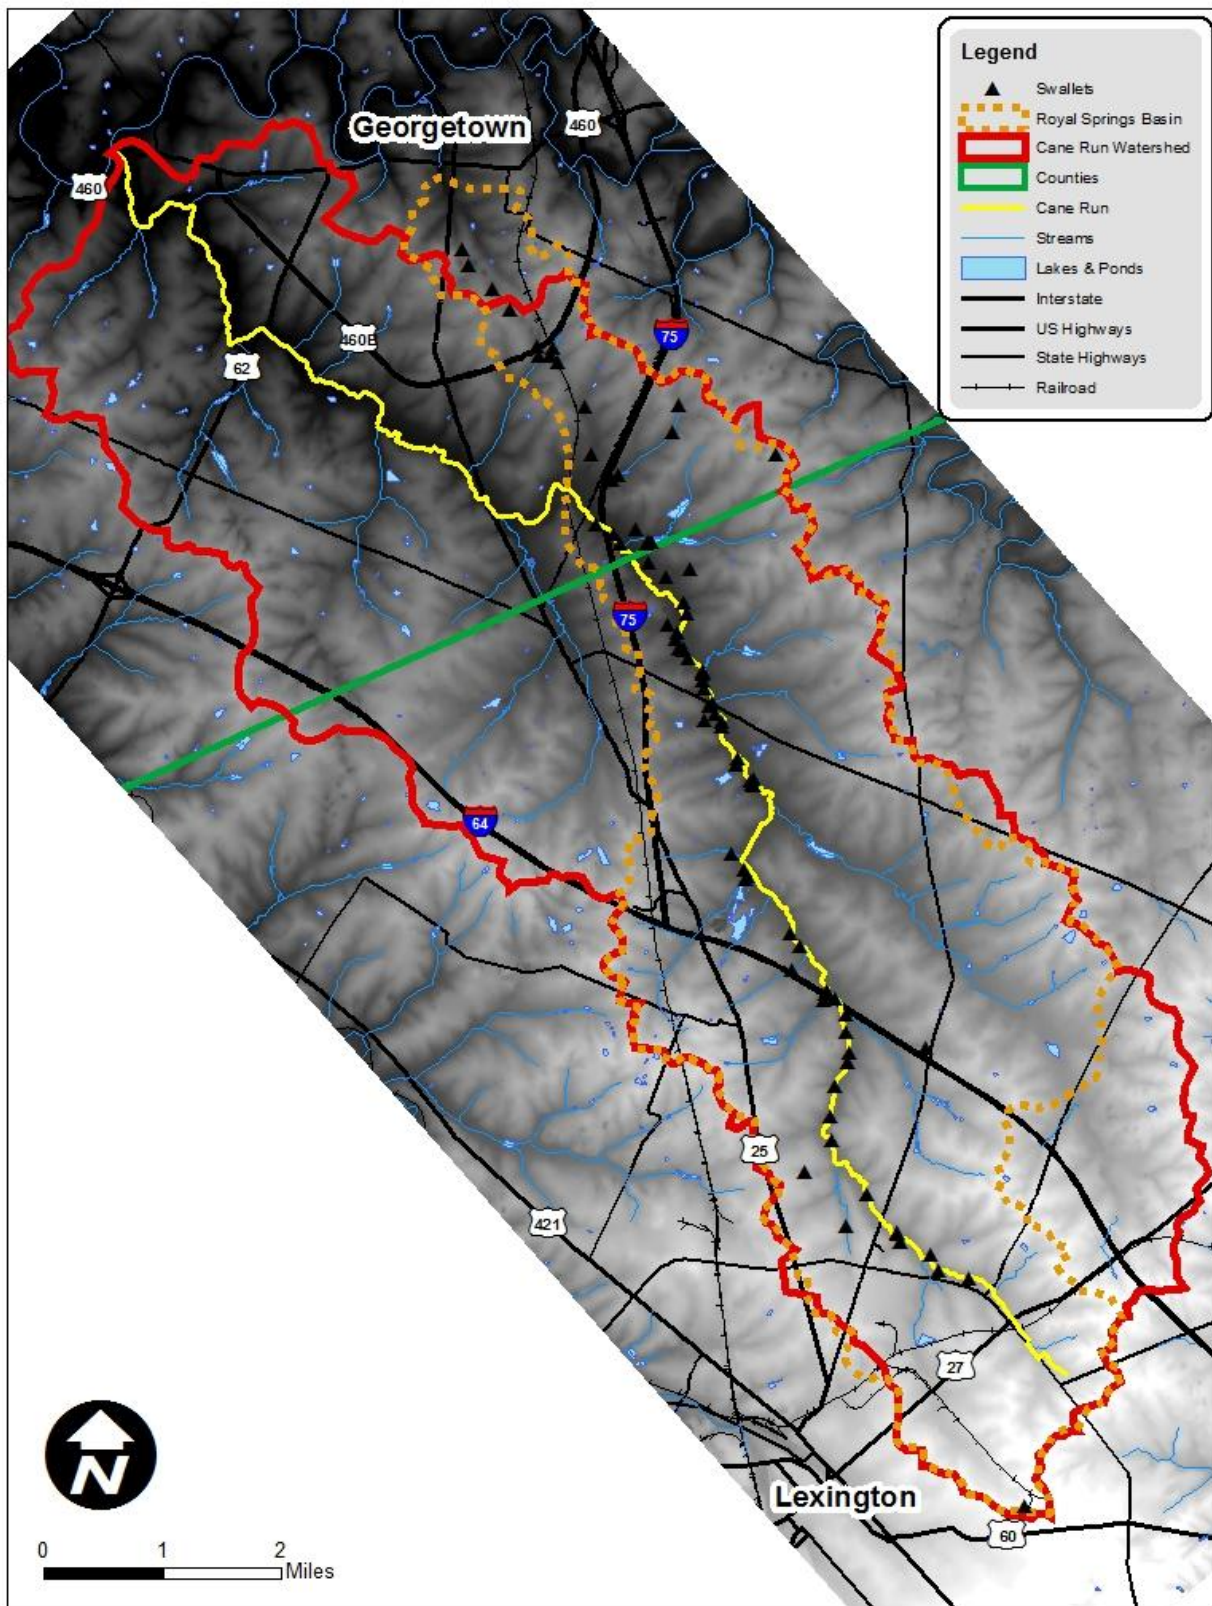 Legend
Swallets
Royal Springs Basin
Cane Run Watershed
Counties
Cane Run
Streams
Lakes & Ponds
Interstate
US Highways
State Highways
Railroad
Georgetown
460
460
75
460B
62
75
64
25
421
27
Lexington
60
N
0 1 2
Miles